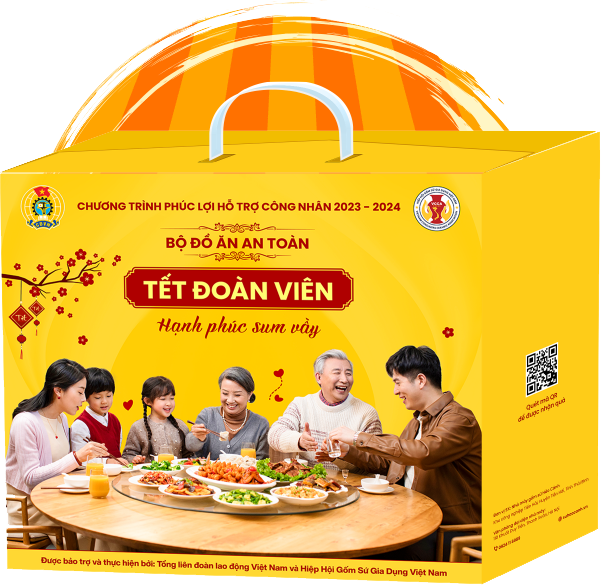 CHƯƠNG TRÌNH PHÚC LỢI HỖ TRỢ CÔNG NHÂN 2023 - 2024
BỘ ĐỒ ĂN AN TOÀN
TẾT ĐOÀN VIÊN
Hạnh phúc sum vầy
Tết
Tết
VGCA
Quét mã QR
để được nhận quà
Được bảo trợ và thực hiện bởi: Tổng liên đoàn lao động Việt Nam và Hiệp Hội Gốm Sứ Gia Dụng Việt Nam